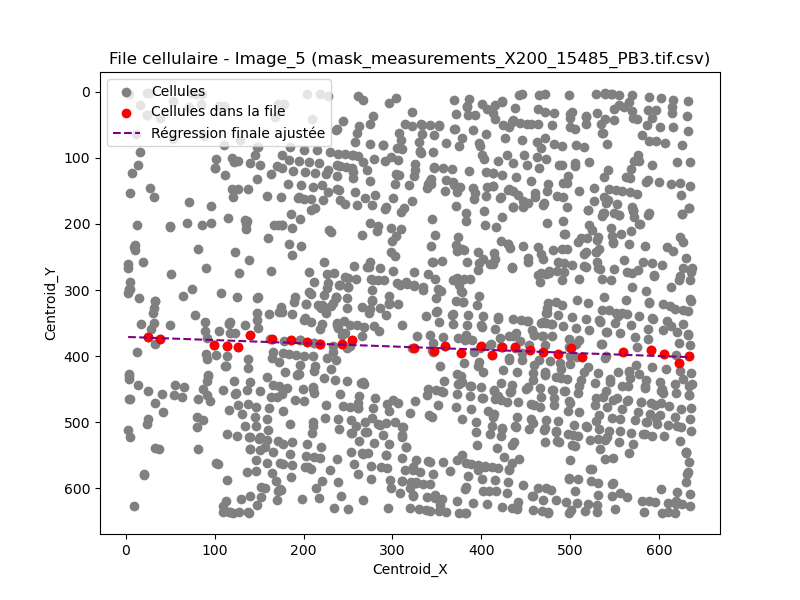 File cellulaire - Image_5 (mask_measurements_X200_15485_PB3.tif.csv)
Cellules
Cellules dans la file
Régression finale ajustée
Centroid_Y
0
100
200
300
400
500
600
0 100 200 300 400 500 600
Centroid_X